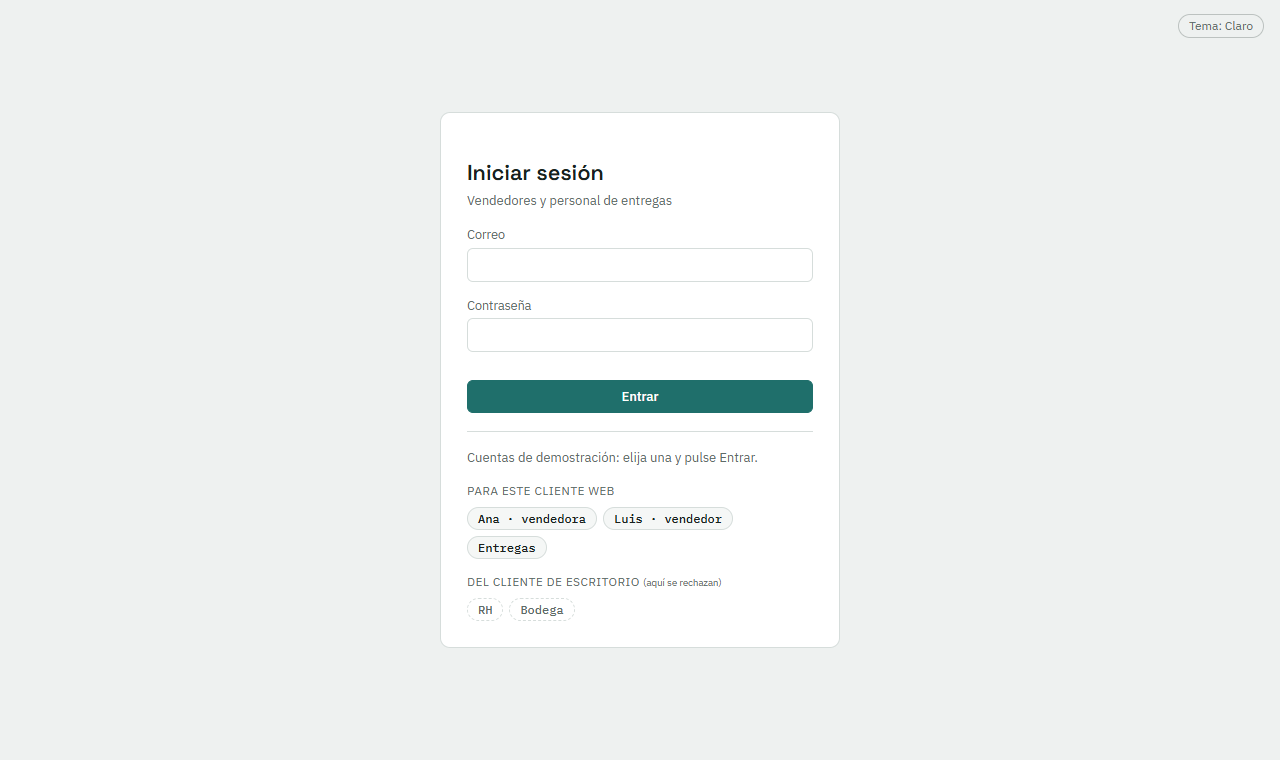 Tema: Claro
Iniciar sesión
Vendedores y personal de entregas
Correo
Contraseña
Entrar
Cuentas de demostración: elija una y pulse Entrar.
PARA ESTE CLIENTE WEB
Ana · vendedora Luis · vendedor
Entregas
DEL CLIENTE DE ESCRITORIO (aquí se rechazan)
RH Bodega